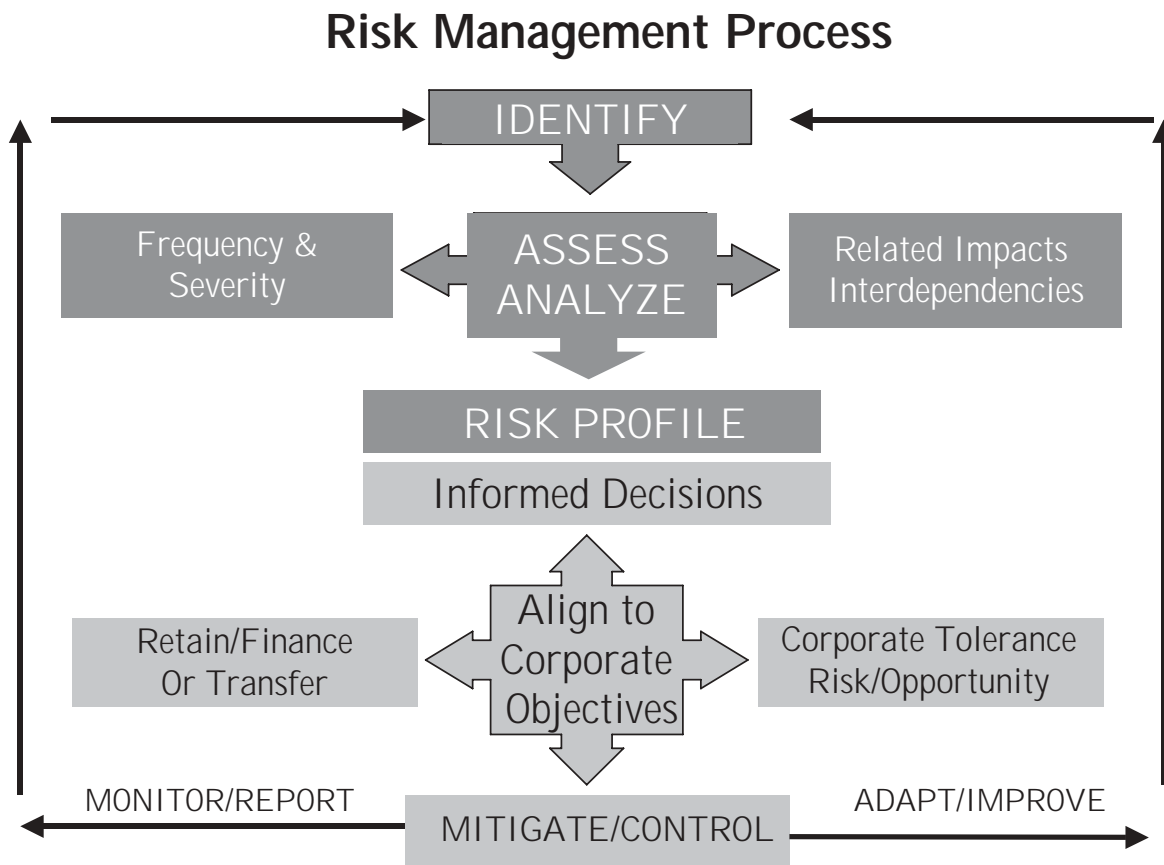 Risk Management Process
IDENTIFY
Frequency &
Severity
ASSESS
ANALYZE
Related Impacts
Interdependencies
RISK PROFILE
Informed Decisions
Retain/Finance
Or Transfer
Align to
Corporate
Objectives
Corporate Tolerance
Risk/Opportunity
MONITOR/REPORT
MITIGATE/CONTROL
ADAPT/IMPROVE